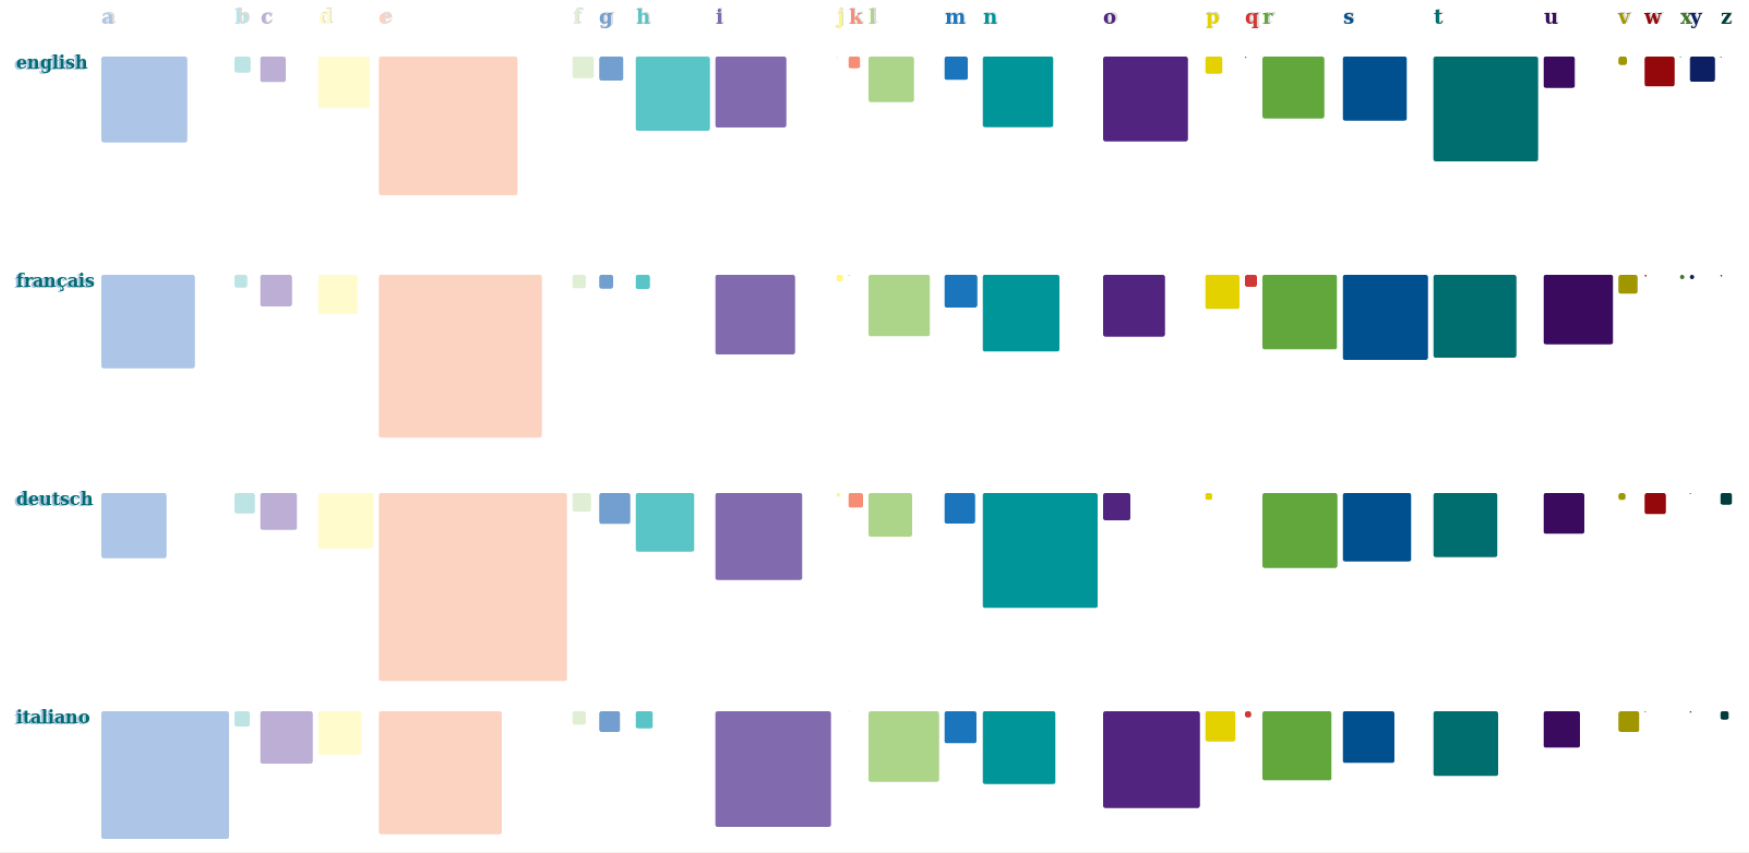 a b c d e f g h i j k l m n o p q r s t u v w x y z
english
français
deutsch
italiano